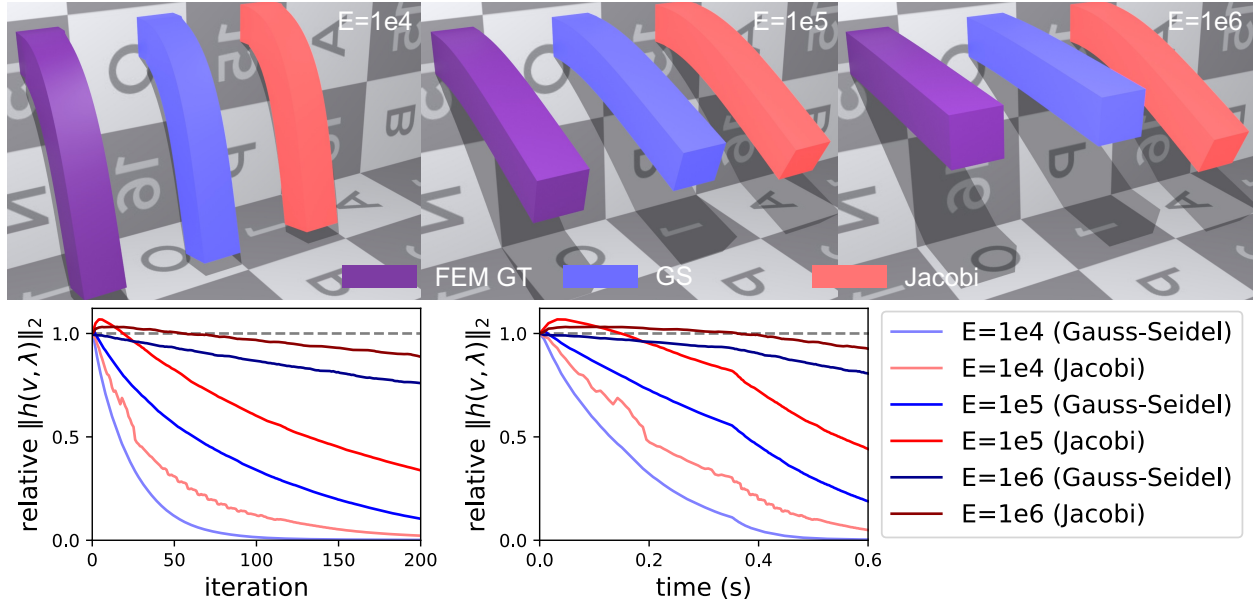 E=1e4
E=1e5
E=1e6
FEM GT
GS
Jacobi
relative ‖h(v, λ)‖₂
1.0
0.5
0.0
0
50
100
150
200
iteration
relative ‖h(v, λ)‖₂
1.0
0.5
0.0
0.0
0.2
0.4
0.6
time (s)
E=1e4 (Gauss-Seidel)
E=1e4 (Jacobi)
E=1e5 (Gauss-Seidel)
E=1e5 (Jacobi)
E=1e6 (Gauss-Seidel)
E=1e6 (Jacobi)